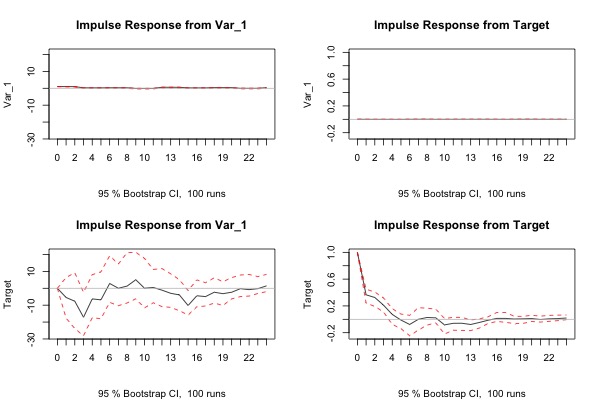 Impulse Response from Var_1
Var_1
10
-10
-30
0 2 4 6 8 10 13 16 19 22
95 % Bootstrap CI, 100 runs
Impulse Response from Target
Var_1
1.0
0.6
0.2
-0.2
0 2 4 6 8 10 13 16 19 22
95 % Bootstrap CI, 100 runs
Impulse Response from Var_1
Target
10
-10
-30
0 2 4 6 8 10 13 16 19 22
95 % Bootstrap CI, 100 runs
Impulse Response from Target
Target
1.0
0.6
0.2
-0.2
0 2 4 6 8 10 13 16 19 22
95 % Bootstrap CI, 100 runs